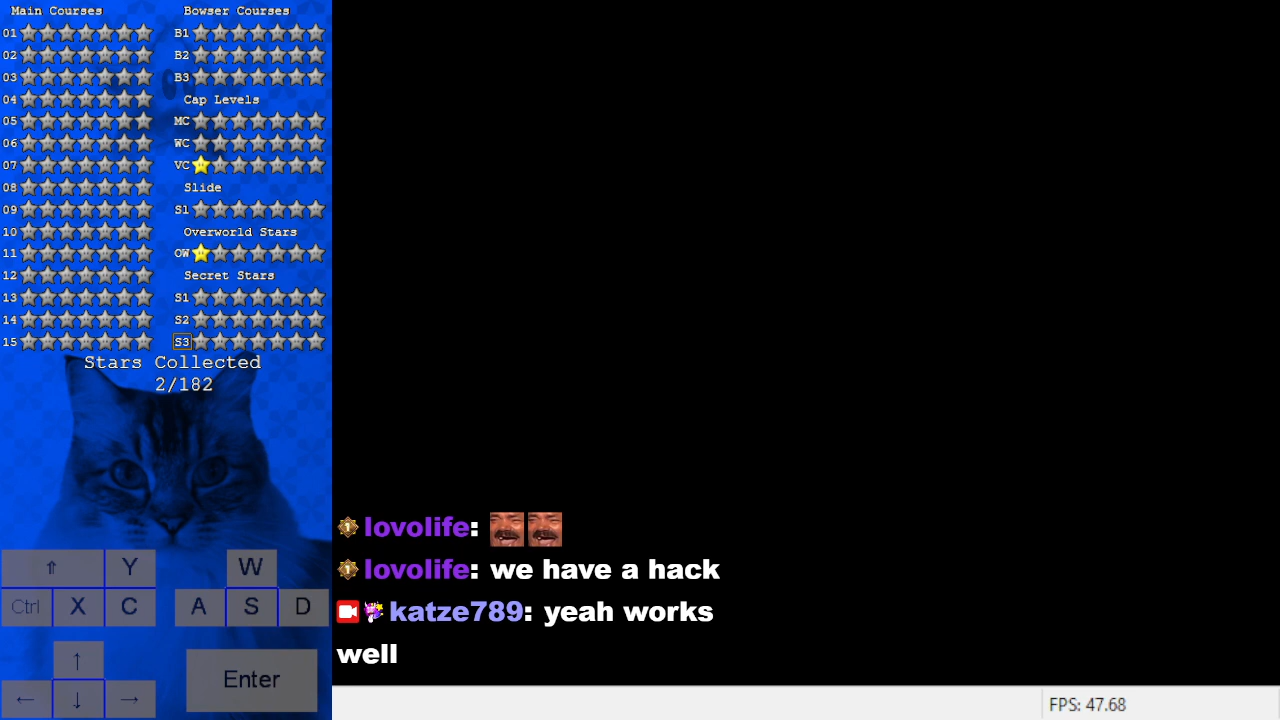 Main Courses
01
02
03
04
05
06
07
08
09
10
11
12
13
14
15
Bowser Courses
B1
B2
B3
Cap Levels
MC
WC
VC
Slide
S1
Overworld Stars
OW
Secret Stars
S1
S2
S3
Stars Collected
2/182
⇑ Y W
Ctrl X C A S D
↑
← ↓ → Enter
1 lovolife:
1 lovolife: we have a hack
katze789: yeah works
well
FPS: 47.68